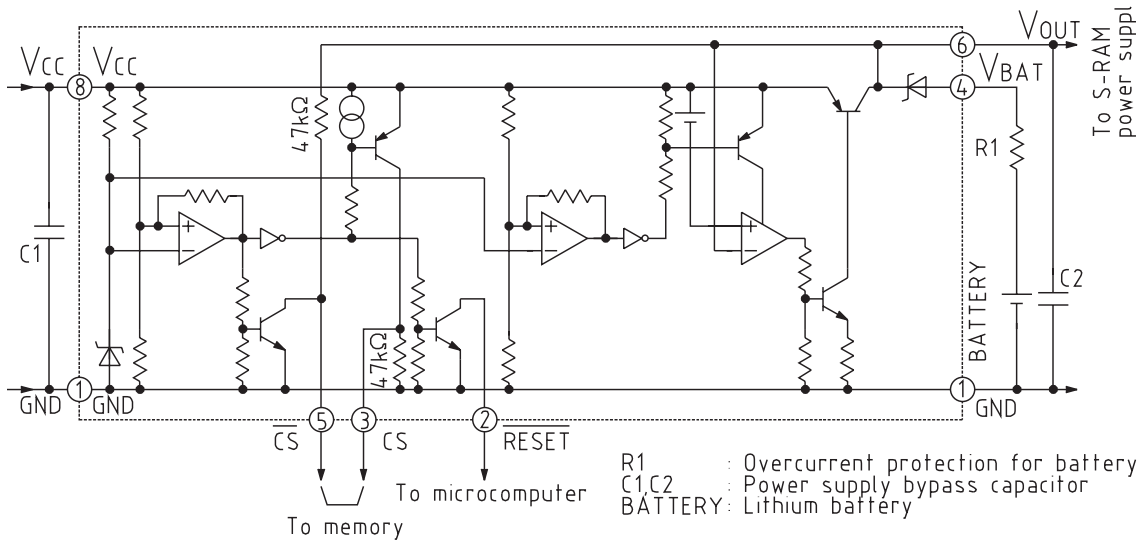 VOUT
To S-RAM
power suppl
6
VCC
VCC
8
VBAT
4
47kΩ
R1
+
−
+
−
+
−
C1
C2
BATTERY
47kΩ
1
GND
GND
1
GND
5
CS
3
CS
2
RESET
To microcomputer
To memory
R1 : Overcurrent protection for battery
C1,C2 : Power supply bypass capacitor
BATTERY : Lithium battery